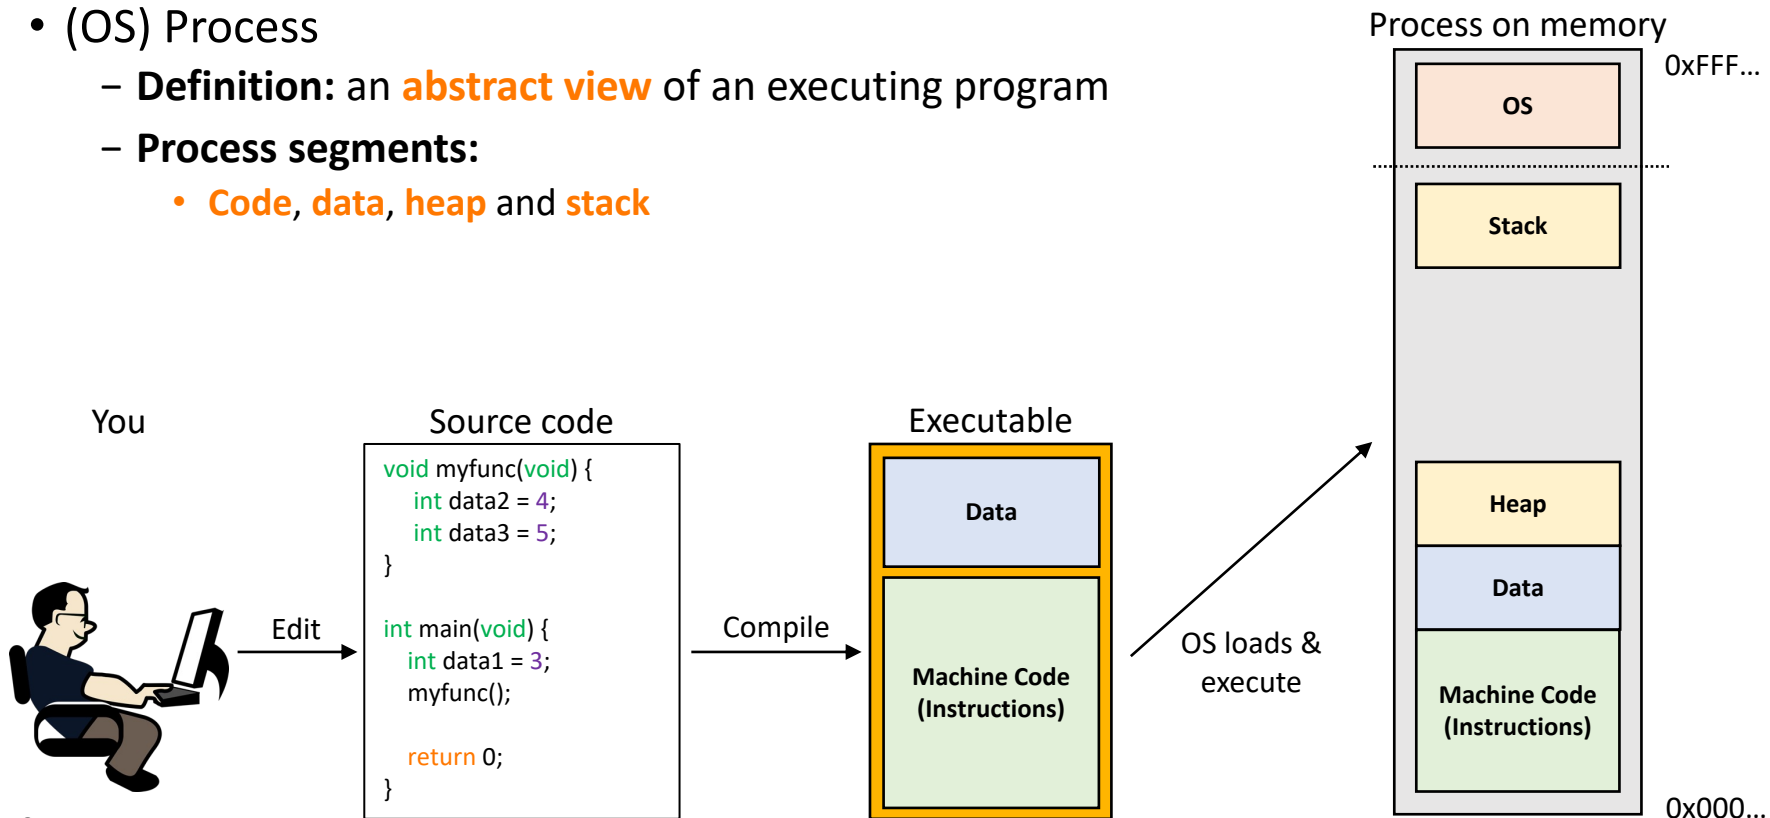 • (OS) Process
– Definition: an abstract view of an executing program
– Process segments:
• Code, data, heap and stack
Process on memory
0xFFF...
OS
Stack
Heap
Data
Machine Code
(Instructions)
0x000...
You
Edit
Source code
void myfunc(void) {
int data2 = 4;
int data3 = 5;
}
int main(void) {
int data1 = 3;
myfunc();
return 0;
}
Compile
Executable
Data
Machine Code
(Instructions)
OS loads &
execute